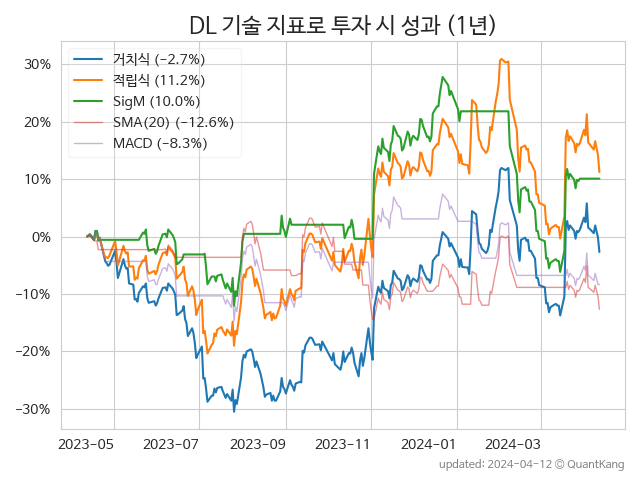 DL 기술 지표로 투자 시 성과 (1년)
거치식 (−2.7%)
적립식 (11.2%)
SigM (10.0%)
SMA(20) (−12.6%)
MACD (−8.3%)
30%
20%
10%
0%
−10%
−20%
−30%
2023-05 2023-07 2023-09 2023-11 2024-01 2024-03
updated: 2024-04-12 © QuantKang